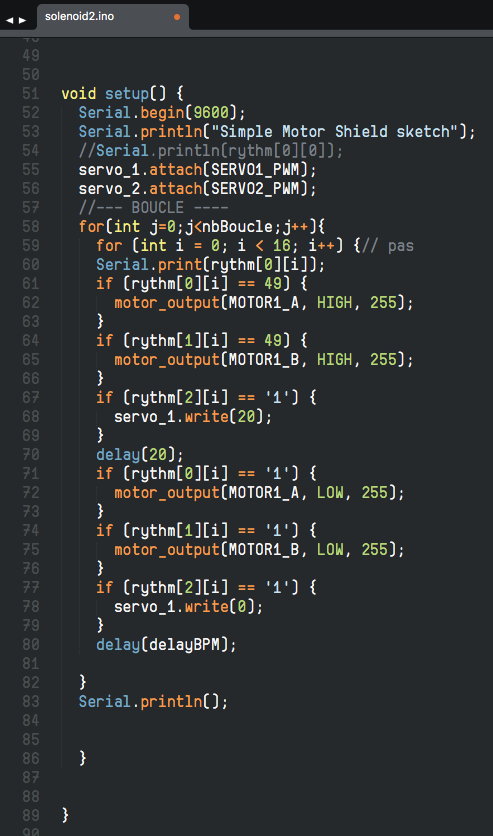 solenoid2.ino
49
50
51 void setup() {
52 Serial.begin(9600);
53 Serial.println("Simple Motor Shield sketch");
54 //Serial.println(rythm[0][0]);
55 servo_1.attach(SERVO1_PWM);
56 servo_2.attach(SERVO2_PWM);
57 //--- BOUCLE ----
58 for(int j=0;j<nbBoucle;j++){
59 for (int i = 0; i < 16; i++) {// pas
60 Serial.print(rythm[0][i]);
61 if (rythm[0][i] == 49) {
62 motor_output(MOTOR1_A, HIGH, 255);
63 }
64 if (rythm[1][i] == 49) {
65 motor_output(MOTOR1_B, HIGH, 255);
66 }
67 if (rythm[2][i] == '1') {
68 servo_1.write(20);
69 }
70 delay(20);
71 if (rythm[0][i] == '1') {
72 motor_output(MOTOR1_A, LOW, 255);
73 }
74 if (rythm[1][i] == '1') {
75 motor_output(MOTOR1_B, LOW, 255);
76 }
77 if (rythm[2][i] == '1') {
78 servo_1.write(0);
79 }
80 delay(delayBPM);
81
82 }
83 Serial.println();
84
85
86 }
87
88
89 }